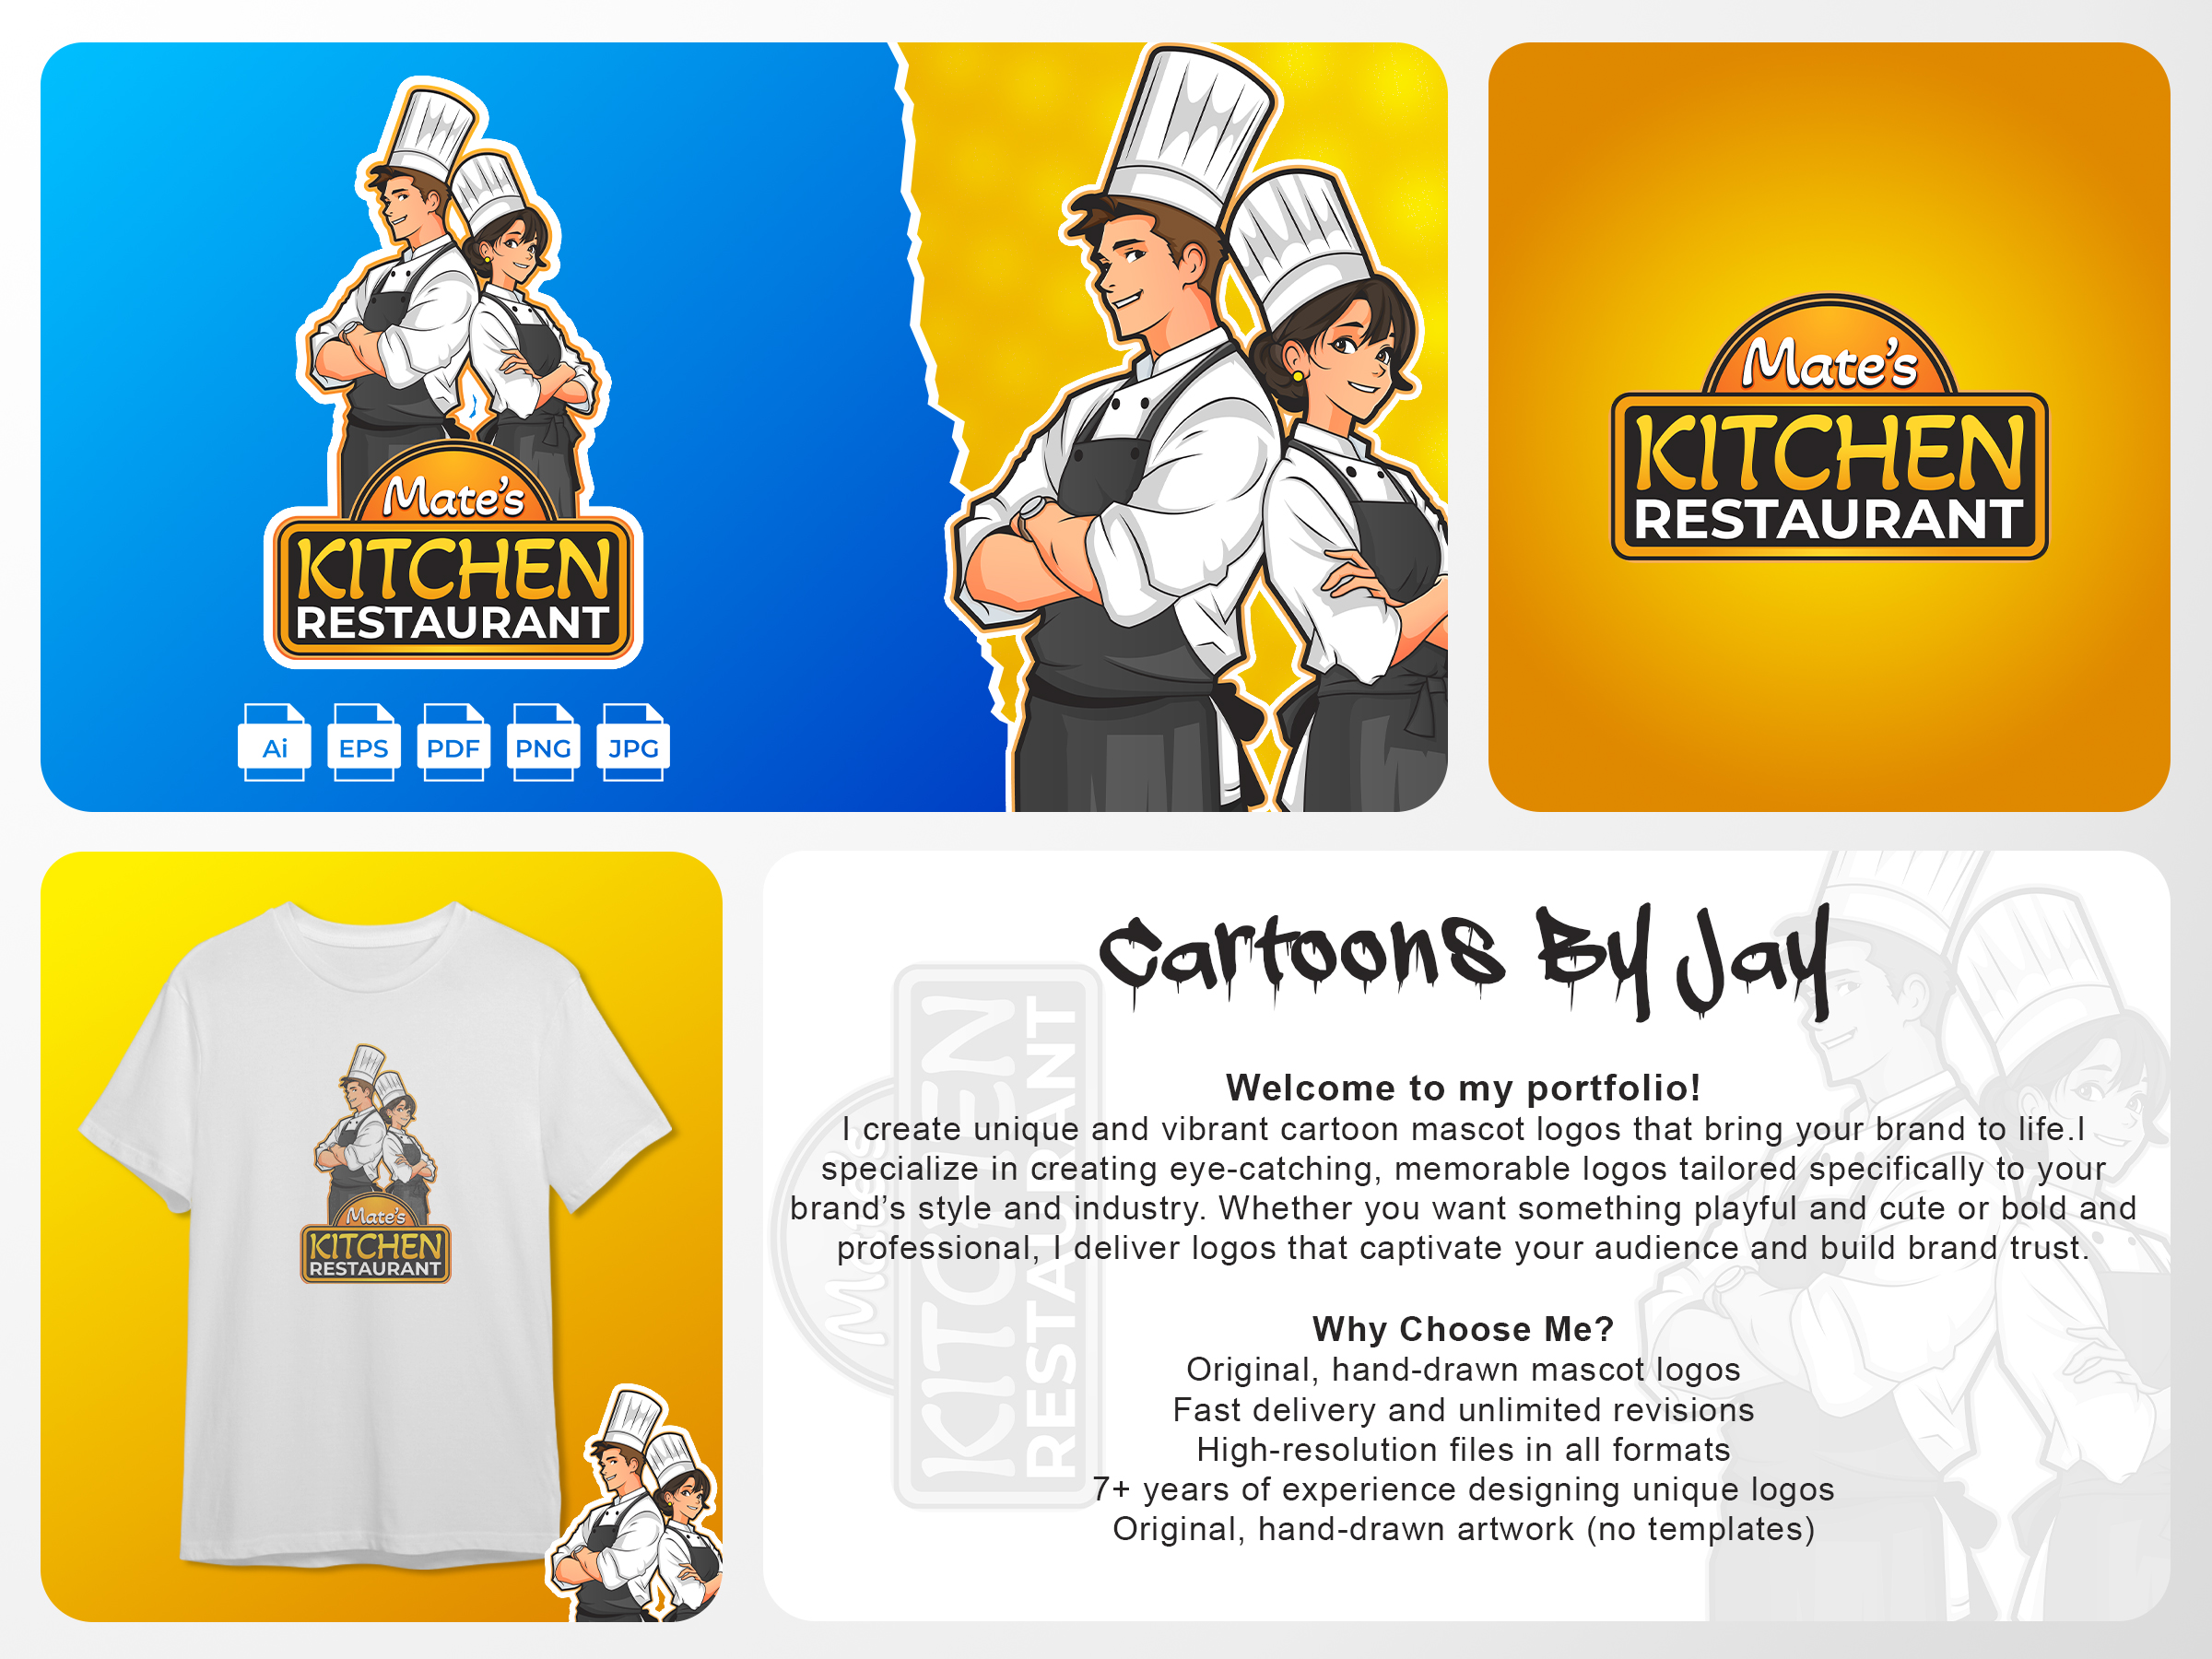 Mate's
KITCHEN
RESTAURANT
Ai EPS PDF PNG JPG
Mate's
KITCHEN
RESTAURANT
Mate's
KITCHEN
RESTAURANT
Cartoons By Jay
Mate's
KITCHEN
RESTAURANT
Welcome to my portfolio!
I create unique and vibrant cartoon mascot logos that bring your brand to life.I
specialize in creating eye-catching, memorable logos tailored specifically to your
brand's style and industry. Whether you want something playful and cute or bold and
professional, I deliver logos that captivate your audience and build brand trust.
Why Choose Me?
Original, hand-drawn mascot logos
Fast delivery and unlimited revisions
High-resolution files in all formats
7+ years of experience designing unique logos
Original, hand-drawn artwork (no templates)